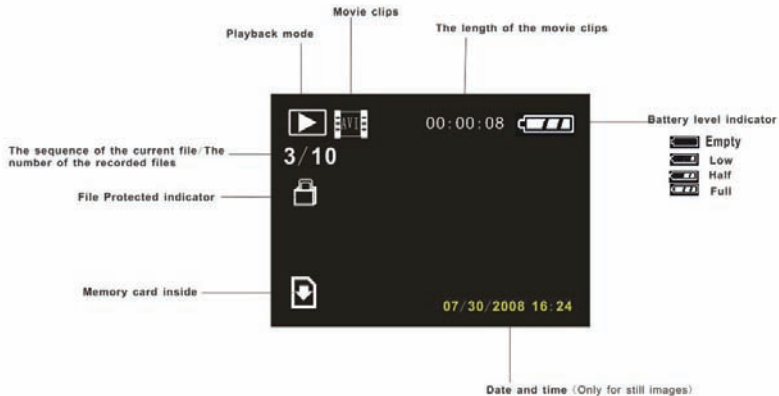 Movie clips
Playback mode
The length of the movie clips
AVI
00:00:08
Battery level indicator
Empty
Low
Half
Full
The sequence of the current file/The
number of the recorded files
3/10
File Protected indicator
Memory card inside
07/30/2008 16:24
Date and time (Only for still images)